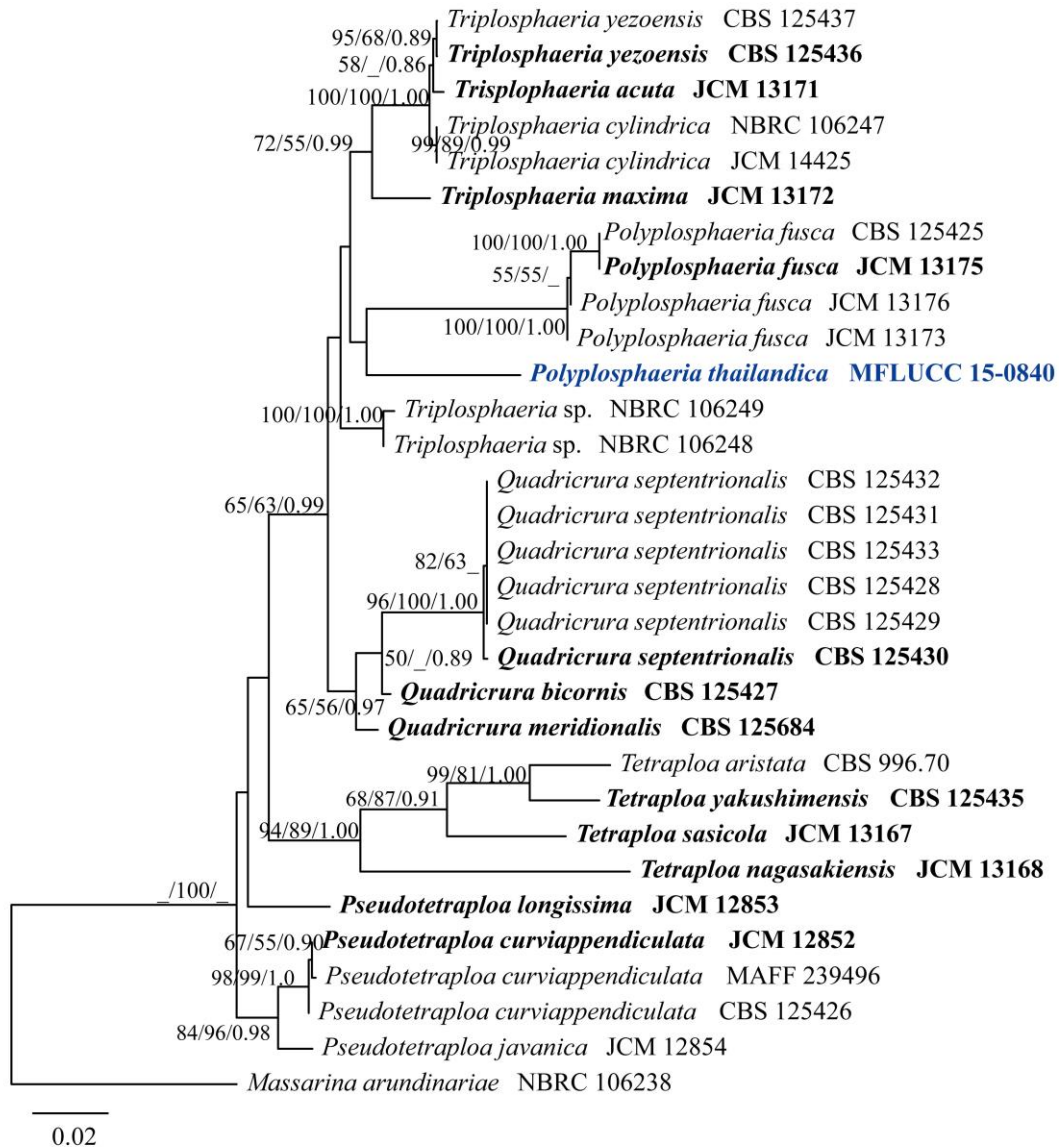 Triplosphaeria yezoensis CBS 125437
95/68/0.89
Triplosphaeria yezoensis CBS 125436
58/_/0.86
Trisplophaeria acuta JCM 13171
100/100/1.00
Triplosphaeria cylindrica NBRC 106247
72/55/0.99
99/89/0.99
Triplosphaeria cylindrica JCM 14425
Triplosphaeria maxima JCM 13172
Polyplosphaeria fusca CBS 125425
100/100/1.00
Polyplosphaeria fusca JCM 13175
55/55/_
Polyplosphaeria fusca JCM 13176
100/100/1.00
Polyplosphaeria fusca JCM 13173
Polyplosphaeria thailandica MFLUCC 15-0840
Triplosphaeria sp. NBRC 106249
100/100/1.00
Triplosphaeria sp. NBRC 106248
Quadricrura septentrionalis CBS 125432
65/63/0.99
Quadricrura septentrionalis CBS 125431
Quadricrura septentrionalis CBS 125433
82/63_
Quadricrura septentrionalis CBS 125428
96/100/1.00
Quadricrura septentrionalis CBS 125429
Quadricrura septentrionalis CBS 125430
50/_/0.89
Quadricrura bicornis CBS 125427
65/56/0.97
Quadricrura meridionalis CBS 125684
Tetraploa aristata CBS 996.70
99/81/1.00
Tetraploa yakushimensis CBS 125435
68/87/0.91
Tetraploa sasicola JCM 13167
94/89/1.00
Tetraploa nagasakiensis JCM 13168
_/100/_
Pseudotetraploa longissima JCM 12853
67/55/0.90
Pseudotetraploa curviappendiculata JCM 12852
98/99/1.0
Pseudotetraploa curviappendiculata MAFF 239496
Pseudotetraploa curviappendiculata CBS 125426
84/96/0.98
Pseudotetraploa javanica JCM 12854
Massarina arundinariae NBRC 106238
0.02